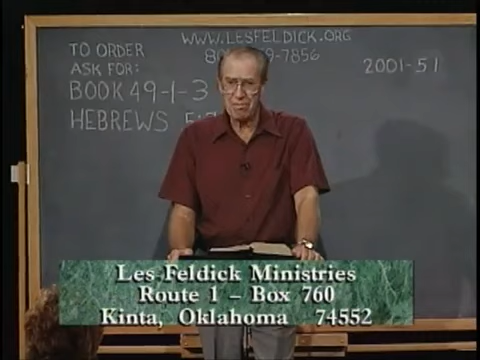 WWW.LESFELDICK.ORG
TO ORDER
ASK FOR:
2001-51
BOOK 49-1-3
HEBREWS
Les Feldick Ministries
Route 1 – Box 760
Kinta, Oklahoma 74552